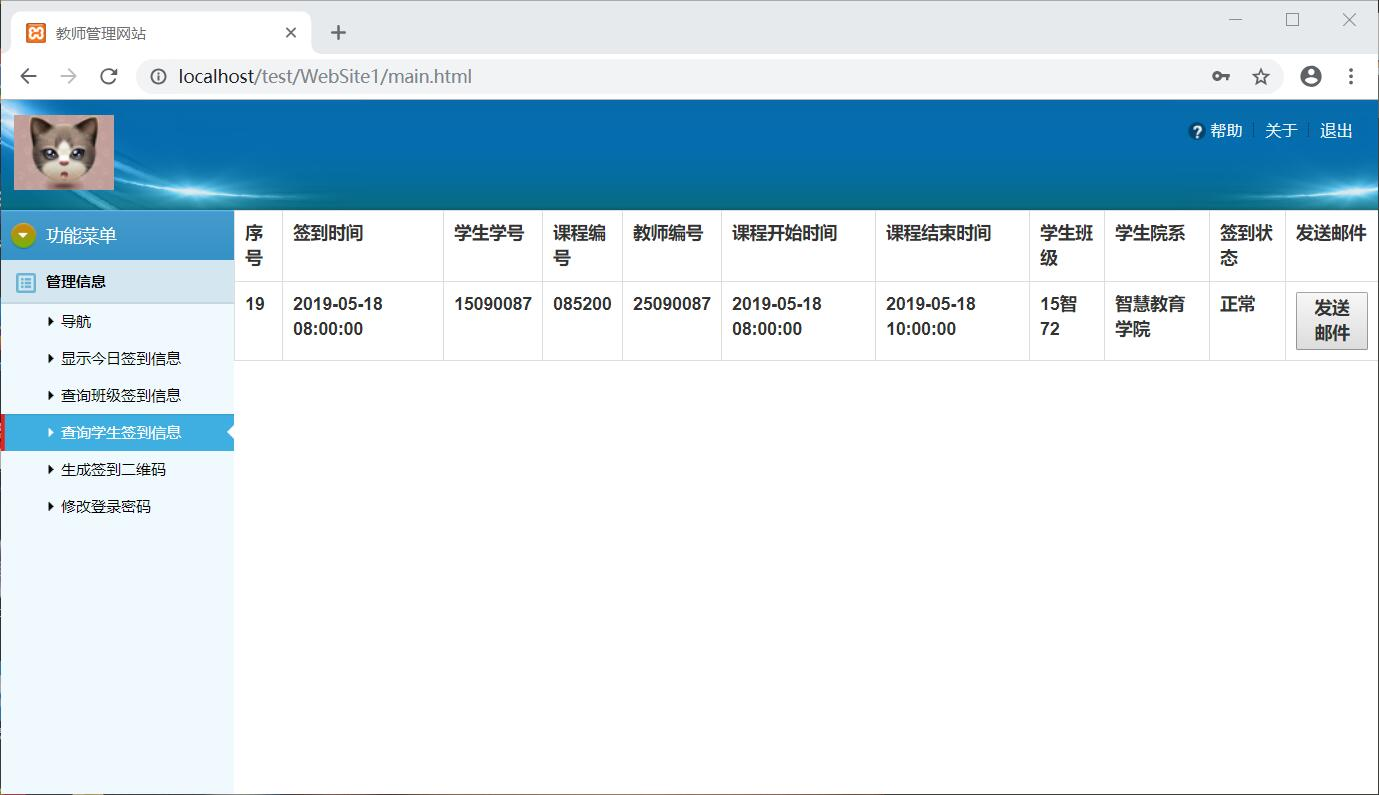 教师管理网站
localhost/test/WebSite1/main.html
帮助 关于 退出
功能菜单
管理信息
导航
显示今日签到信息
查询班级签到信息
查询学生签到信息
生成签到二维码
修改登录密码
序号 签到时间 学生学号 课程编号 教师编号 课程开始时间 课程结束时间 学生班级 学生院系 签到状态 发送邮件
19 2019-05-18 08:00:00 15090087 085200 25090087 2019-05-18 08:00:00 2019-05-18 10:00:00 15智72 智慧教育学院 正常 发送邮件